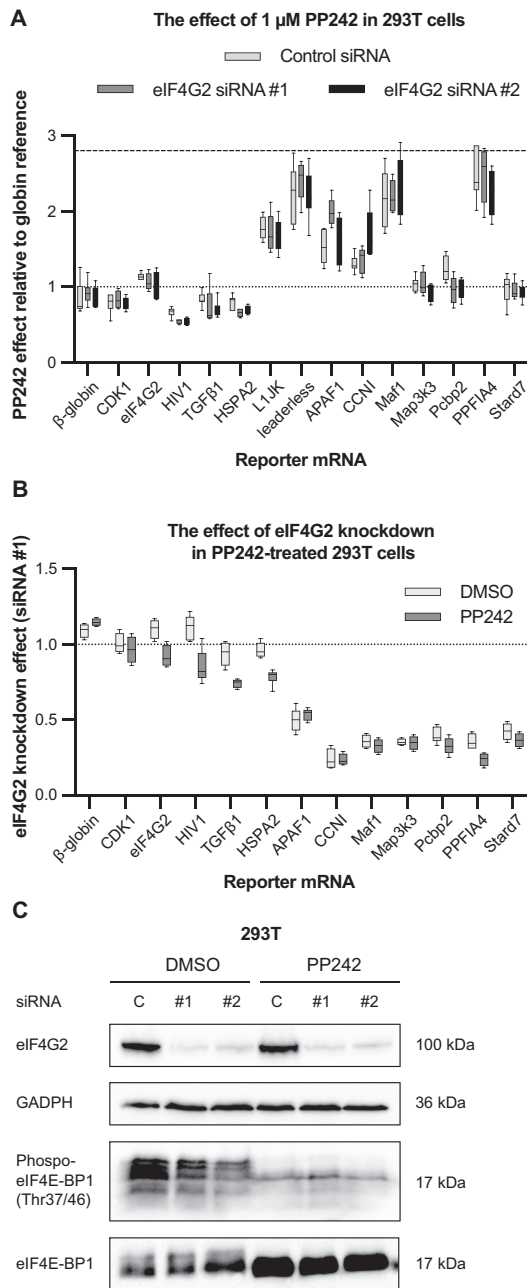 A
The effect of 1 µM PP242 in 293T cells
Control siRNA
eIF4G2 siRNA #1
eIF4G2 siRNA #2
PP242 effect relative to globin reference
3
2
1
0
β-globin
CDK1
eIF4G2
HIV1
TGFβ1
HSPA2
L1JK
leaderless
APAF1
CCNI
Maf1
Map3k3
Pcbp2
PPFIA4
Stard7
Reporter mRNA
B
The effect of eIF4G2 knockdown
in PP242-treated 293T cells
eIF4G2 knockdown effect (siRNA #1)
DMSO
PP242
1.5
1.0
0.5
0.0
β-globin
CDK1
eIF4G2
HIV1
TGFβ1
HSPA2
APAF1
CCNI
Maf1
Map3k3
Pcbp2
PPFIA4
Stard7
Reporter mRNA
C
293T
DMSO PP242
siRNA C #1 #2 C #1 #2
eIF4G2 100 kDa
GADPH 36 kDa
Phospo-
eIF4E-BP1 17 kDa
(Thr37/46)
eIF4E-BP1 17 kDa